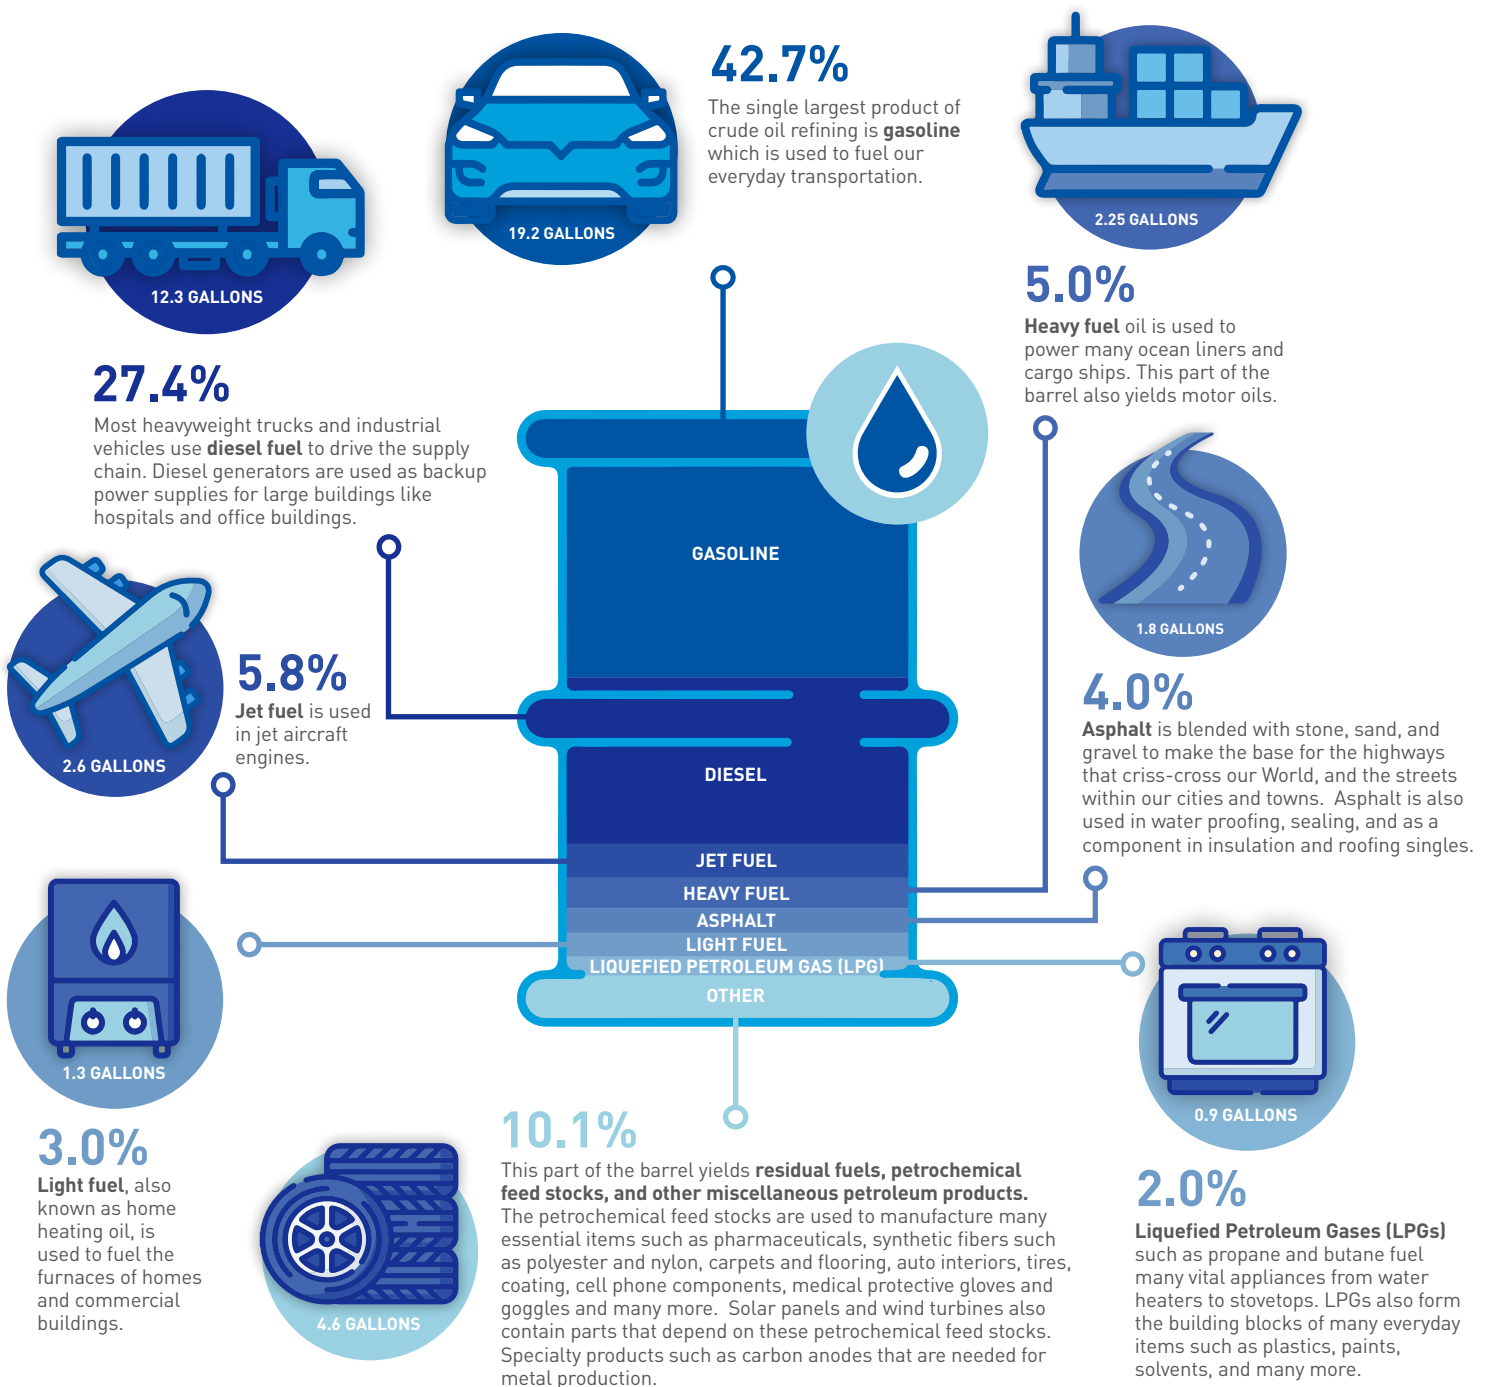 42.7%
The single largest product of
crude oil refining is gasoline
which is used to fuel our
everyday transportation.
19.2 GALLONS
2.25 GALLONS
5.0%
Heavy fuel oil is used to
power many ocean liners and
cargo ships. This part of the
barrel also yields motor oils.
12.3 GALLONS
27.4%
Most heavyweight trucks and industrial
vehicles use diesel fuel to drive the supply
chain. Diesel generators are used as backup
power supplies for large buildings like
hospitals and office buildings.
1.8 GALLONS
4.0%
Asphalt is blended with stone, sand, and
gravel to make the base for the highways
that criss-cross our World, and the streets
within our cities and towns. Asphalt is also
used in water proofing, sealing, and as a
component in insulation and roofing singles.
2.6 GALLONS
5.8%
Jet fuel is used
in jet aircraft
engines.
GASOLINE
DIESEL
JET FUEL
HEAVY FUEL
ASPHALT
LIGHT FUEL
LIQUEFIED PETROLEUM GAS (LPG)
OTHER
1.3 GALLONS
3.0%
Light fuel, also
known as home
heating oil, is
used to fuel the
furnaces of homes
and commercial
buildings.
4.6 GALLONS
10.1%
This part of the barrel yields residual fuels, petrochemical
feed stocks, and other miscellaneous petroleum products.
The petrochemical feed stocks are used to manufacture many
essential items such as pharmaceuticals, synthetic fibers such
as polyester and nylon, carpets and flooring, auto interiors, tires,
coating, cell phone components, medical protective gloves and
goggles and many more. Solar panels and wind turbines also
contain parts that depend on these petrochemical feed stocks.
Specialty products such as carbon anodes that are needed for
metal production.
0.9 GALLONS
2.0%
Liquefied Petroleum Gases (LPGs)
such as propane and butane fuel
many vital appliances from water
heaters to stovetops. LPGs also form
the building blocks of many everyday
items such as plastics, paints,
solvents, and many more.